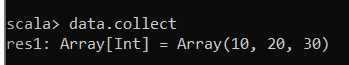 scala> data.collect
res1: Array[Int] = Array(10, 20, 30)